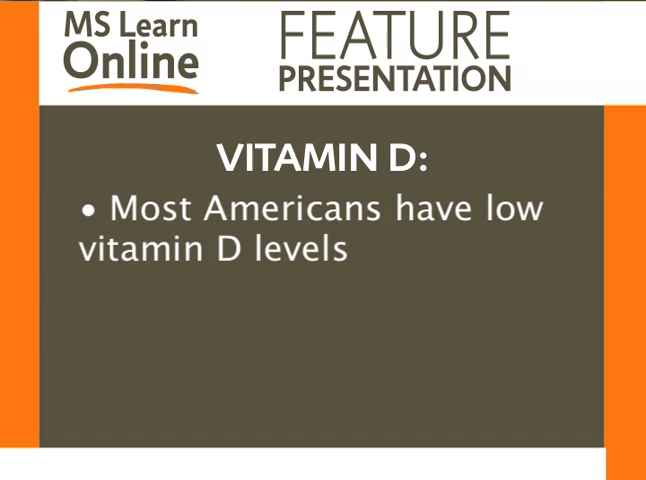 MS Learn
Online
FEATURE
PRESENTATION
VITAMIN D:
• Most Americans have low
vitamin D levels